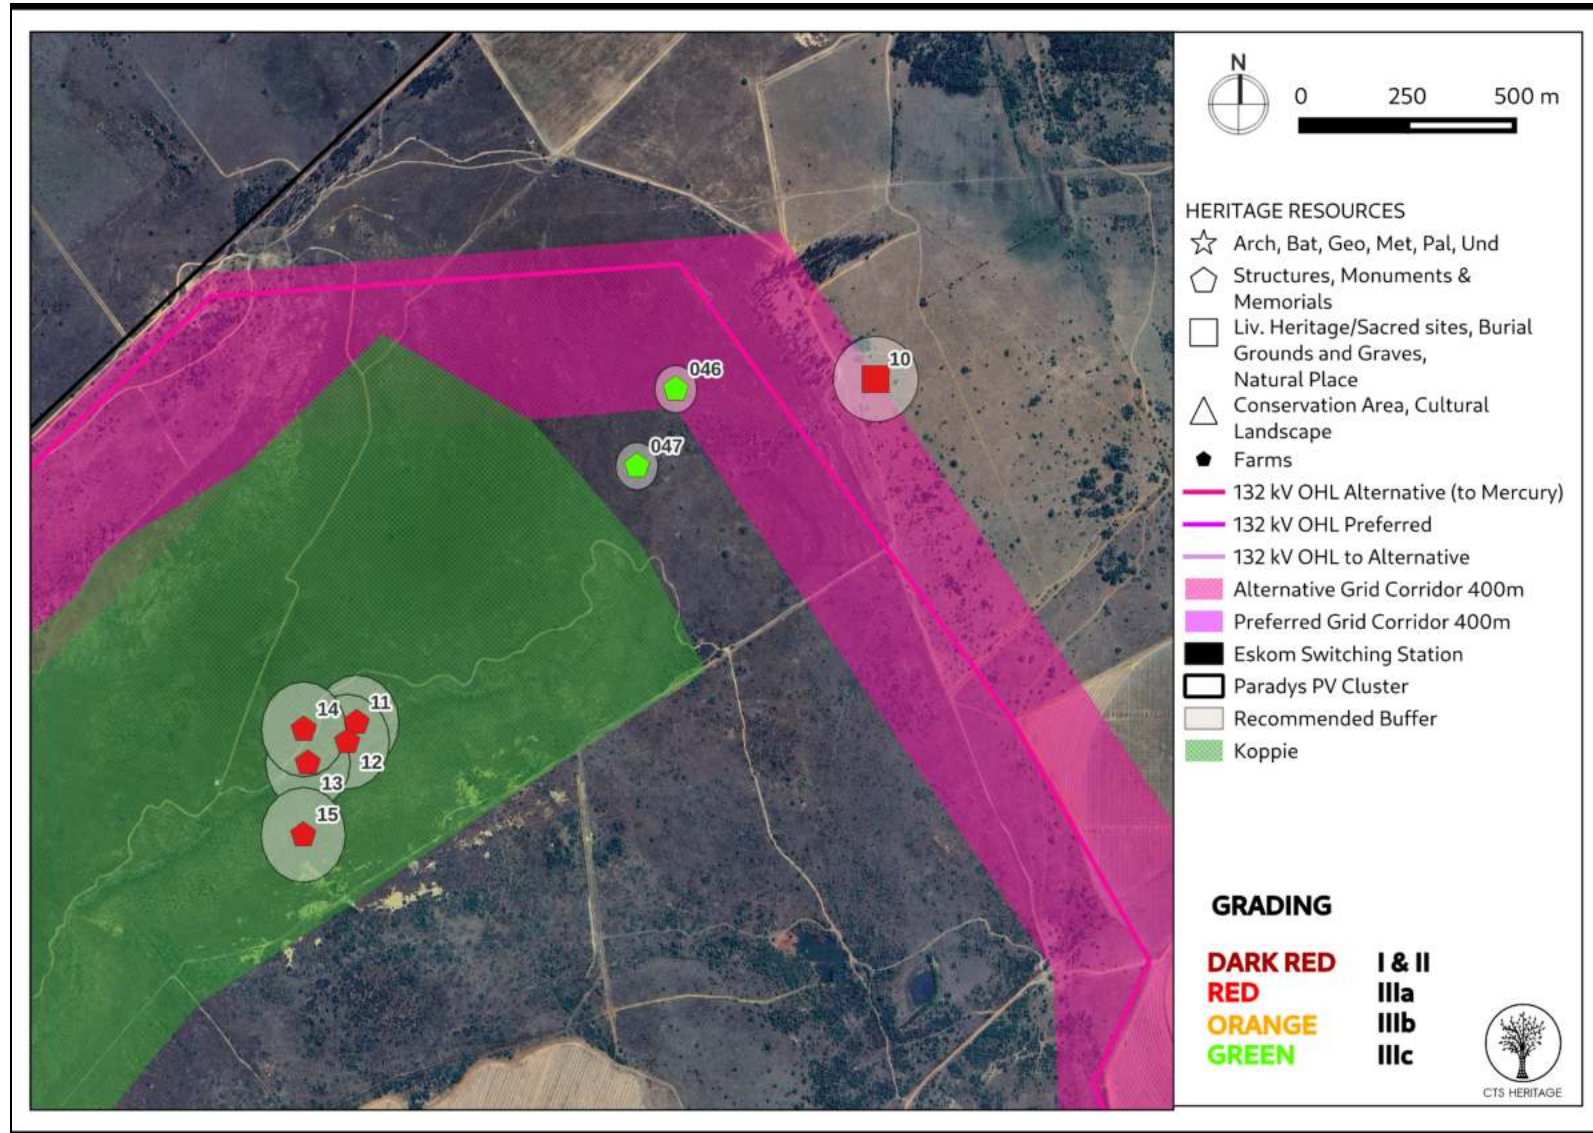 N
0 250 500 m
HERITAGE RESOURCES
Arch, Bat, Geo, Met, Pal, Und
Structures, Monuments &
Memorials
Liv. Heritage/Sacred sites, Burial
Grounds and Graves,
Natural Place
Conservation Area, Cultural
Landscape
Farms
132 kV OHL Alternative (to Mercury)
132 kV OHL Preferred
132 kV OHL to Alternative
Alternative Grid Corridor 400m
Preferred Grid Corridor 400m
Eskom Switching Station
Paradys PV Cluster
Recommended Buffer
Koppie
GRADING
DARK RED I & II
RED IIIa
ORANGE IIIb
GREEN IIIc
CTS HERITAGE
10
046
047
11
14
12
13
15